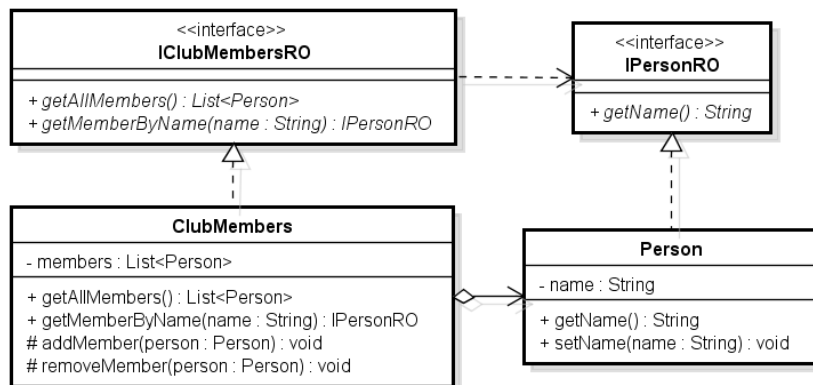 <<interface>>
IClubMembersRO
+ getAllMembers() : List<Person>
+ getMemberByName(name : String) : IPersonRO
<<interface>>
IPersonRO
+ getName() : String
ClubMembers
- members : List<Person>
+ getAllMembers() : List<Person>
+ getMemberByName(name : String) : IPersonRO
# addMember(person : Person) : void
# removeMember(person : Person) : void
Person
- name : String
+ getName() : String
+ setName(name : String) : void